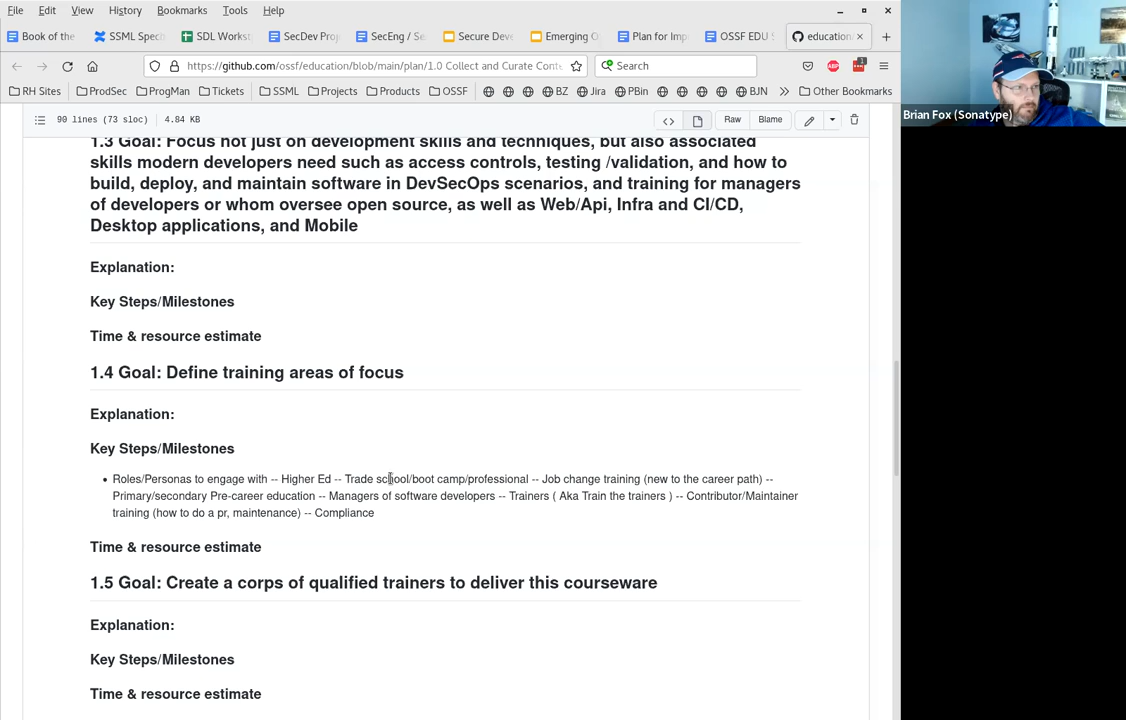 File Edit View History Bookmarks Tools Help
Book of the SSML Spec SDL Works SecDev Proj SecEng / Se Secure Deve Emerging O Plan for Imp OSSF EDU S education
https://github.com/ossf/education/blob/main/plan/1.0 Collect and Curate Cont Search
RH Sites ProdSec ProgMan Tickets SSML Projects Products OSSF BZ Jira PBin BJN Other Bookmarks
Brian Fox (Sonatype)
90 lines (73 sloc) 4.84 KB Raw Blame
1.3 Goal: Focus not just on development skills and techniques, but also associated
skills modern developers need such as access controls, testing /validation, and how to
build, deploy, and maintain software in DevSecOps scenarios, and training for managers
of developers or whom oversee open source, as well as Web/Api, Infra and CI/CD,
Desktop applications, and Mobile
Explanation:
Key Steps/Milestones
Time & resource estimate
1.4 Goal: Define training areas of focus
Explanation:
Key Steps/Milestones
• Roles/Personas to engage with -- Higher Ed -- Trade school/boot camp/professional -- Job change training (new to the career path) --
Primary/secondary Pre-career education -- Managers of software developers -- Trainers ( Aka Train the trainers ) -- Contributor/Maintainer
training (how to do a pr, maintenance) -- Compliance
Time & resource estimate
1.5 Goal: Create a corps of qualified trainers to deliver this courseware
Explanation:
Key Steps/Milestones
Time & resource estimate